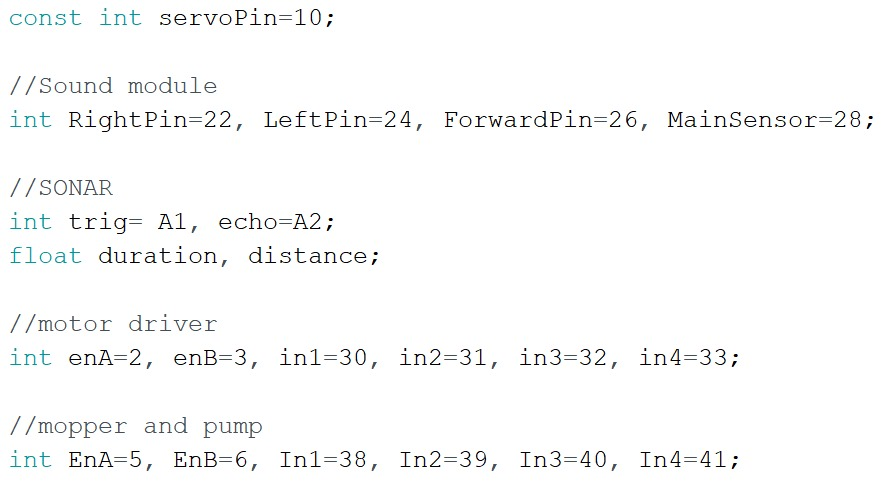 const int servoPin=10;
//Sound module
int RightPin=22, LeftPin=24, ForwardPin=26, MainSensor=28;
//SONAR
int trig= A1, echo=A2;
float duration, distance;
//motor driver
int enA=2, enB=3, in1=30, in2=31, in3=32, in4=33;
//mopper and pump
int EnA=5, EnB=6, In1=38, In2=39, In3=40, In4=41;